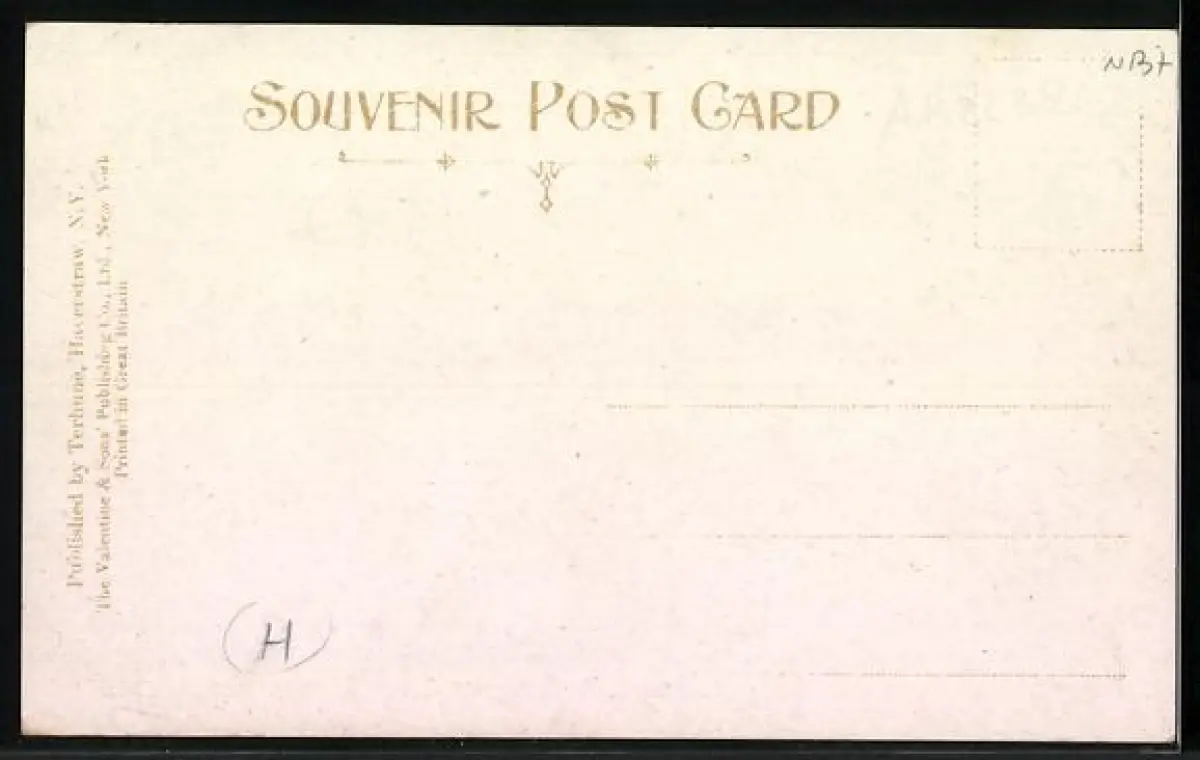 SOUVENIR POST CARD
NB7
Published by Terhune, Haverstraw, N.Y.
The Valentine & Sons' Publishing Co., Ltd., New York
Printed in Great Britain
(H)